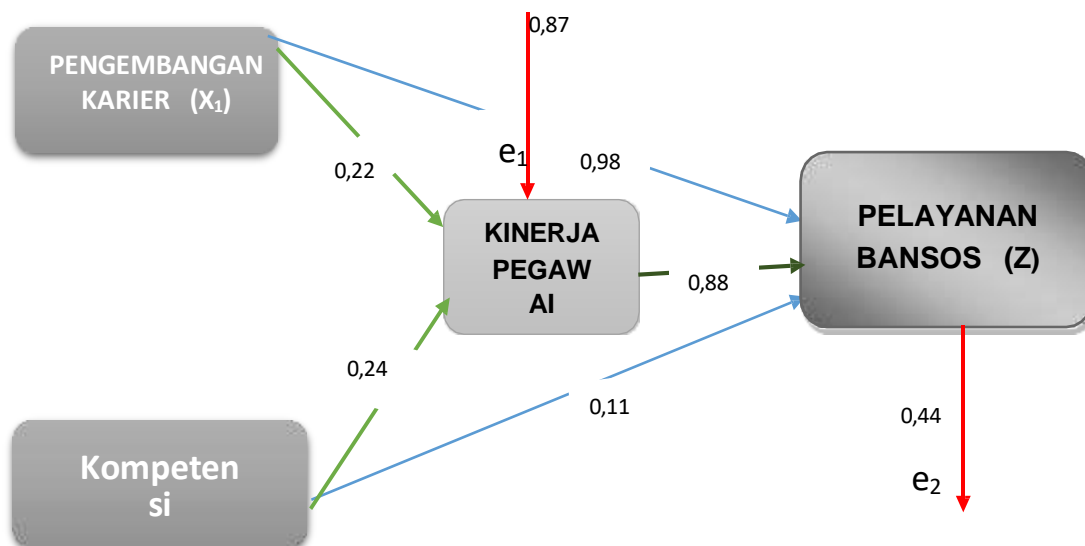 0,87
PENGEMBANGAN
KARIER (X₁)
e₁
0,22
0,98
KINERJA
PEGAW
AI
PELAYANAN
BANSOS (Z)
0,88
0,24
0,11
0,44
Kompeten
si
e₂